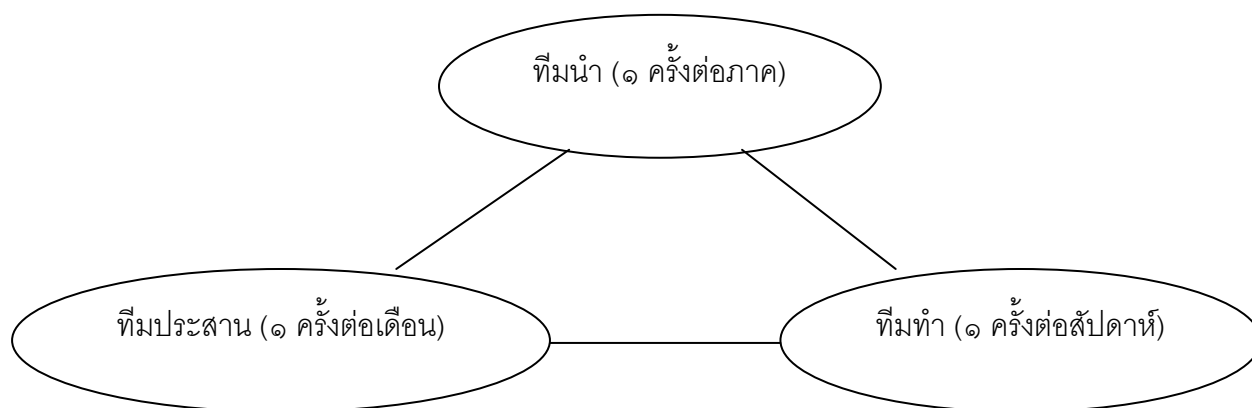 ทีมนำ (๑ ครั้งต่อภาค)
ทีมประสาน (๑ ครั้งต่อเดือน)
ทีมทำ (๑ ครั้งต่อสัปดาห์)